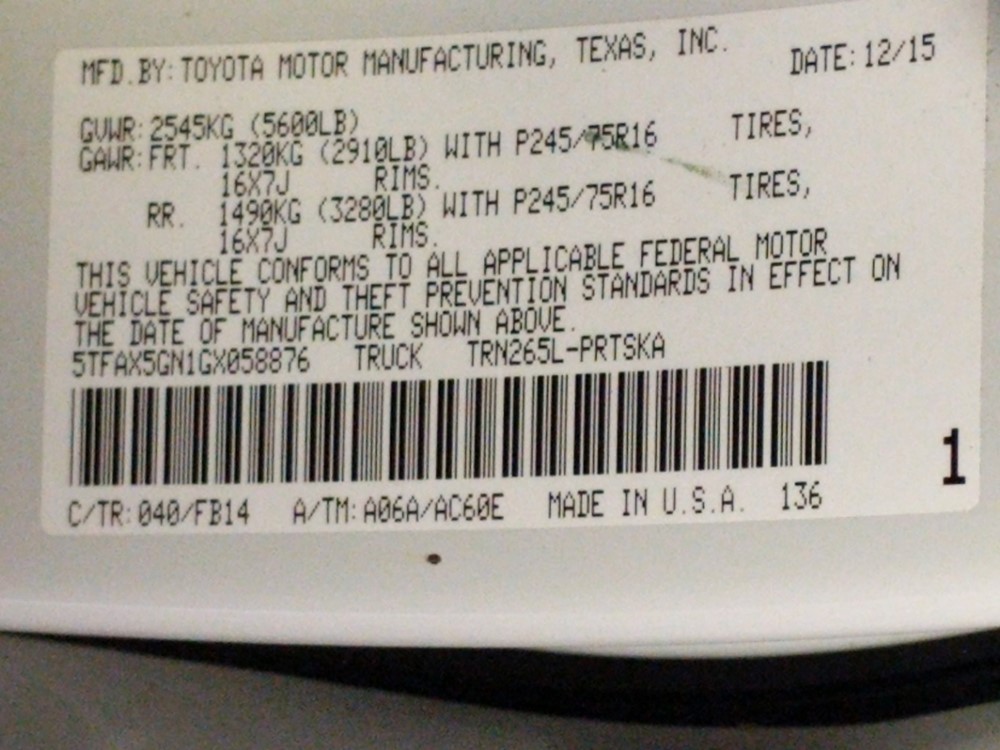 MFD.BY:TOYOTA MOTOR MANUFACTURING, TEXAS, INC. DATE:12/15
GVWR:2545KG (5600LB)
GAWR:FRT. 1320KG (2910LB) WITH P245/75R16 TIRES,
16X7J RIMS.
RR. 1490KG (3280LB) WITH P245/75R16 TIRES,
16X7J RIMS.
THIS VEHICLE CONFORMS TO ALL APPLICABLE FEDERAL MOTOR
VEHICLE SAFETY AND THEFT PREVENTION STANDARDS IN EFFECT ON
THE DATE OF MANUFACTURE SHOWN ABOVE.
5TFAX5GN1GX058876 TRUCK TRN265L-PRTSKA
C/TR:040/FB14 A/TM:A06A/AC60E MADE IN U.S.A. 136
1